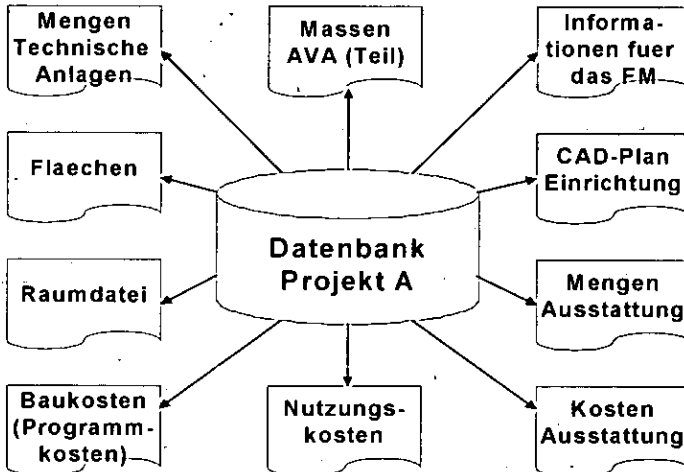 Mengen
Technische
Anlagen
Massen
AVA (Teil)
Informa-
tionen fuer
das FM
Flaechen
CAD-Plan
Einrichtung
Datenbank
Projekt A
Raumdatei
Mengen
Ausstattung
Baukosten
(Programm-
kosten)
Nutzungs-
kosten
Kosten
Ausstattung